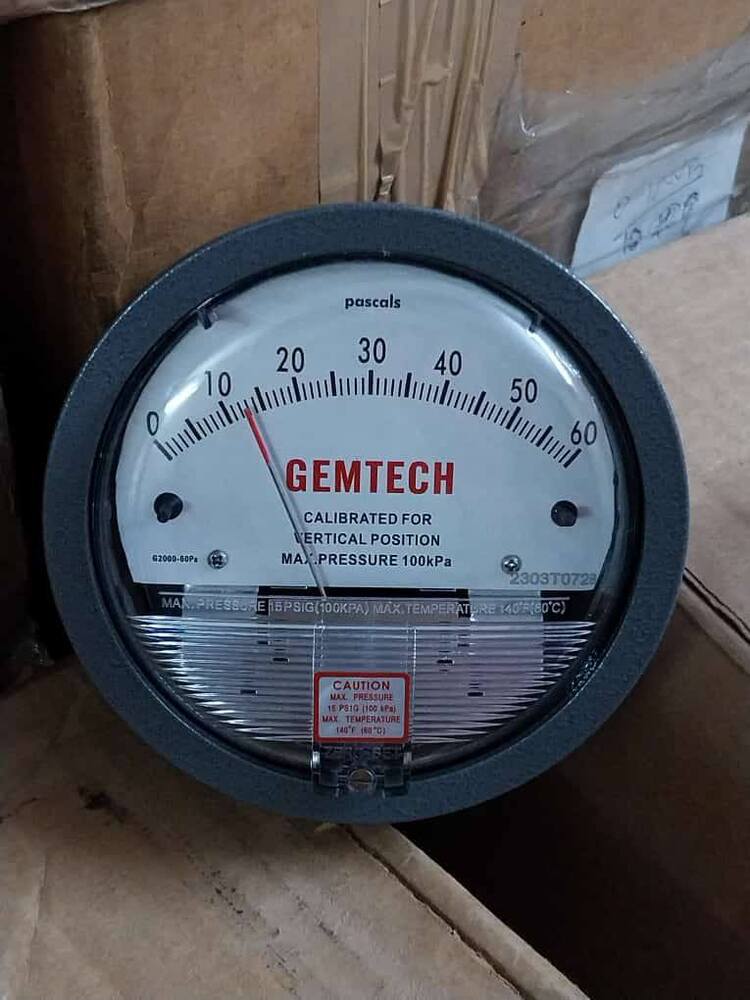 pascals
0 10 20 30 40 50 60
GEMTECH
CALIBRATED FOR
VERTICAL POSITION
MAX.PRESSURE 100kPa
G2000-60Pa
2303T0728
MAX. PRESSURE 15PSIG(100KPA) MAX. TEMPERATURE 140°F(60°C)
CAUTION
MAX. PRESSURE
15 PSIG (100 kPa)
MAX. TEMPERATURE
140°F (60°C)